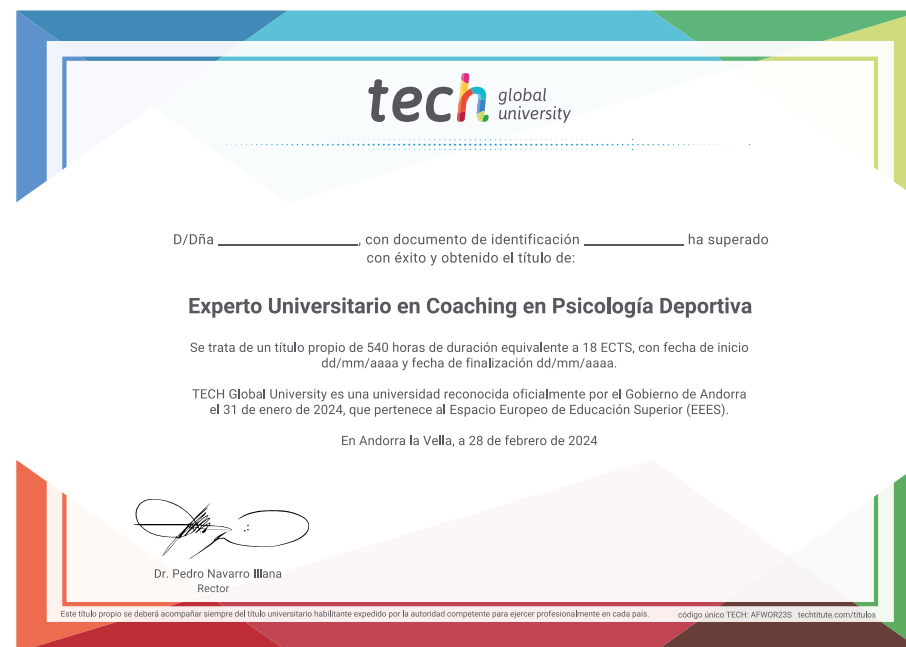 tech global university
D/Dña ____________________, con documento de identificación ______________ ha superado
con éxito y obtenido el título de:
Experto Universitario en Coaching en Psicología Deportiva
Se trata de un título propio de 540 horas de duración equivalente a 18 ECTS, con fecha de inicio
dd/mm/aaaa y fecha de finalización dd/mm/aaaa.
TECH Global University es una universidad reconocida oficialmente por el Gobierno de Andorra
el 31 de enero de 2024, que pertenece al Espacio Europeo de Educación Superior (EEES).
En Andorra la Vella, a 28 de febrero de 2024
Dr. Pedro Navarro Illana
Rector
Este título propio se deberá acompañar siempre del título universitario habilitante expedido por la autoridad competente para ejercer profesionalmente en cada país.
código único TECH: AFWOR23S techtitute.com/titulos